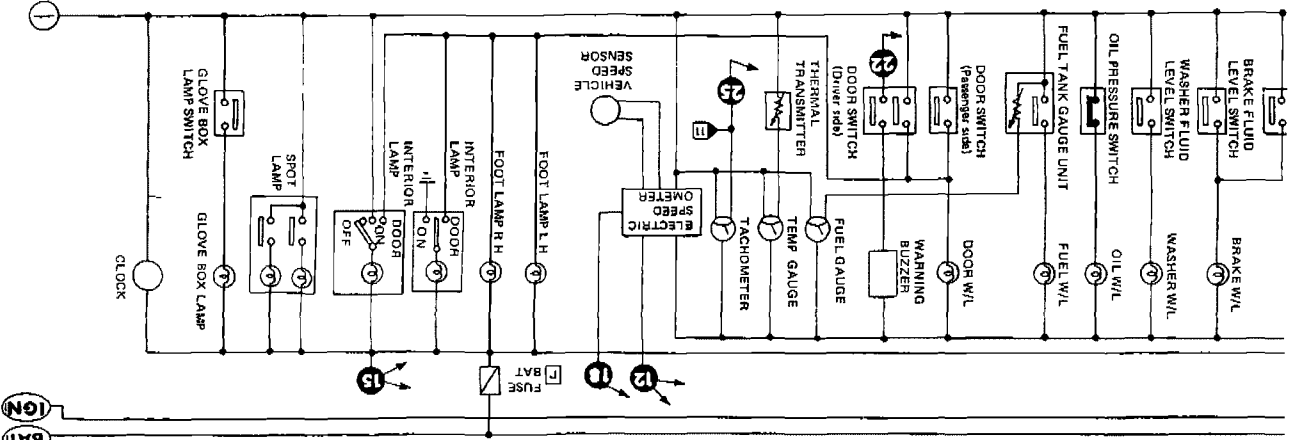 GLOVE BOX
LAMP SWITCH
SPOT
LAMP
GLOVE BOX LAMP
CLOCK
INTERIOR
LAMP
DOOR
ON
OFF
INTERIOR
LAMP
DOOR
ON
15
FOOT LAMP RH
FOOT LAMP LH
FUSE
BAT
VEHICLE
SPEED
SENSOR
ELECTRIC
SPEED
OMETER
18
12
25
11
THERMAL
TRANSMITTER
TACHOMETER
TEMP GAUGE
FUEL GAUGE
DOOR SWITCH
(Driver side)
22
WARNING
BUZZER
DOOR SWITCH
(Passenger side)
DOOR W/L
FUEL TANK GAUGE UNIT
FUEL W/L
OIL PRESSURE SWITCH
OIL W/L
WASHER FLUID
LEVEL SWITCH
WASHER W/L
BRAKE FLUID
LEVEL SWITCH
BRAKE W/L
IGN
BAT